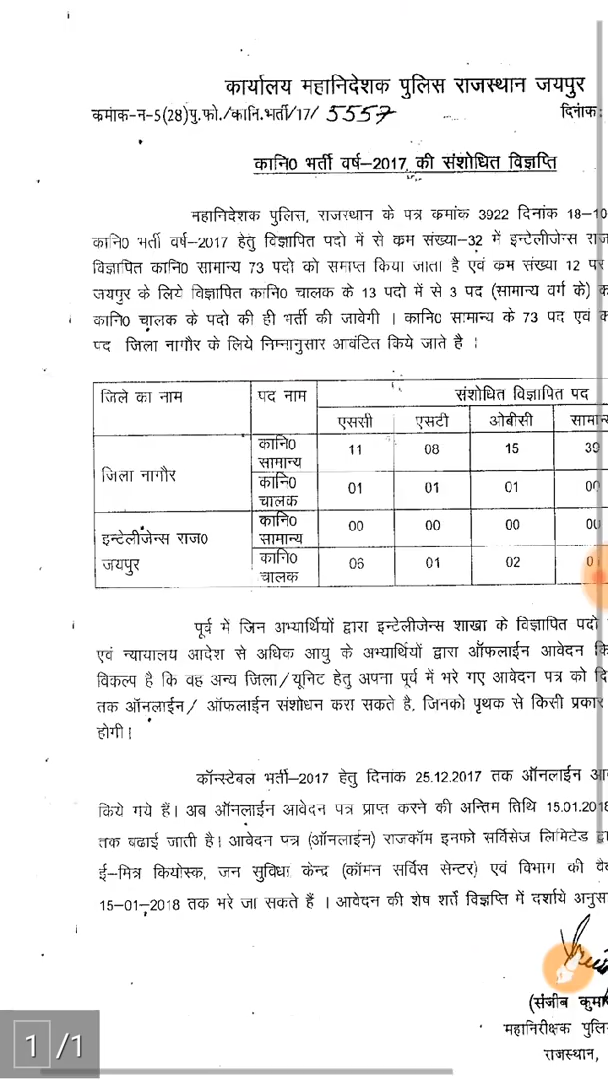 कार्यालय महानिदेशक पुलिस राजस्थान जयपुर
कमांक-न-5(28)पु.फो./कानि.भर्ती/17/ 5557 दिनांक:
कानि0 भर्ती वर्ष-2017 की संशोधित विज्ञप्ति
महानिदेशक पुलिस, राजस्थान के पत्र कमांक 3922 दिनांक 18-10
कानि0 भर्ती वर्ष-2017 हेतु विज्ञापित पदो में से कम संख्या-32 में इन्टेलीजेन्स राज
विज्ञापित कानि0 सामान्य 73 पदो को समाप्त किया जाता है एवं कम संख्या 12 पर
जयपुर के लिये विज्ञापित कानि0 चालक के 13 पदो में से 3 पद (सामान्य वर्ग के)
कानि0 चालक के पदो की ही भर्ती की जावेगी । कानि0 सामान्य के 73 पद एवं
पद जिला नागौर के लिये निम्नानुसार आवंटित किये जाते है ।
जिले का नाम पद नाम संशोधित विज्ञापित पद
एससी एसटी ओबीसी सामान्
जिला नागौर
कानि0 सामान्य 11 08 15 39
कानि0 चालक 01 01 01 00
इन्टेलीजेन्स राज0 जयपुर
कानि0 सामान्य 00 00 00 00
कानि0 चालक 06 01 02 01
पूर्व में जिन अभ्यार्थियों द्वारा इन्टेलीजेन्स शाखा के विज्ञापित पदो
एवं न्यायालय आदेश से अधिक आयु के अभ्यार्थियों द्वारा ऑफलाईन आवेदन कि
विकल्प है कि वह अन्य जिला/यूनिट हेतु अपना पूर्व में भरे गए आवेदन पत्र को दि
तक ऑनलाईन/ ऑफलाईन संशोधन करा सकते है, जिनको पृथक से किसी प्रकार
होगी।
कॉन्स्टेबल भर्ती-2017 हेतु दिनांक 25.12.2017 तक ऑनलाईन आ
किये गये हैं। अब ऑनलाईन आवेदन पत्र प्राप्त करने की अन्तिम तिथि 15.01.2018
तक बढाई जाती है। आवेदन पत्र (ऑनलाईन) राजकॉम इनफो सर्विसेज लिमिटेड द्वा
ई-मित्र कियोस्क, जन सुविधा केन्द्र (कॉमन सर्विस सेन्टर) एवं विभाग की वै
15-01-2018 तक भरे जा सकते हैं । आवेदन की शेष शर्ते विज्ञप्ति में दर्शाये अनुसा
(संजीब कुमा
महानिरीक्षक पुलि
राजस्थान,
1 /1